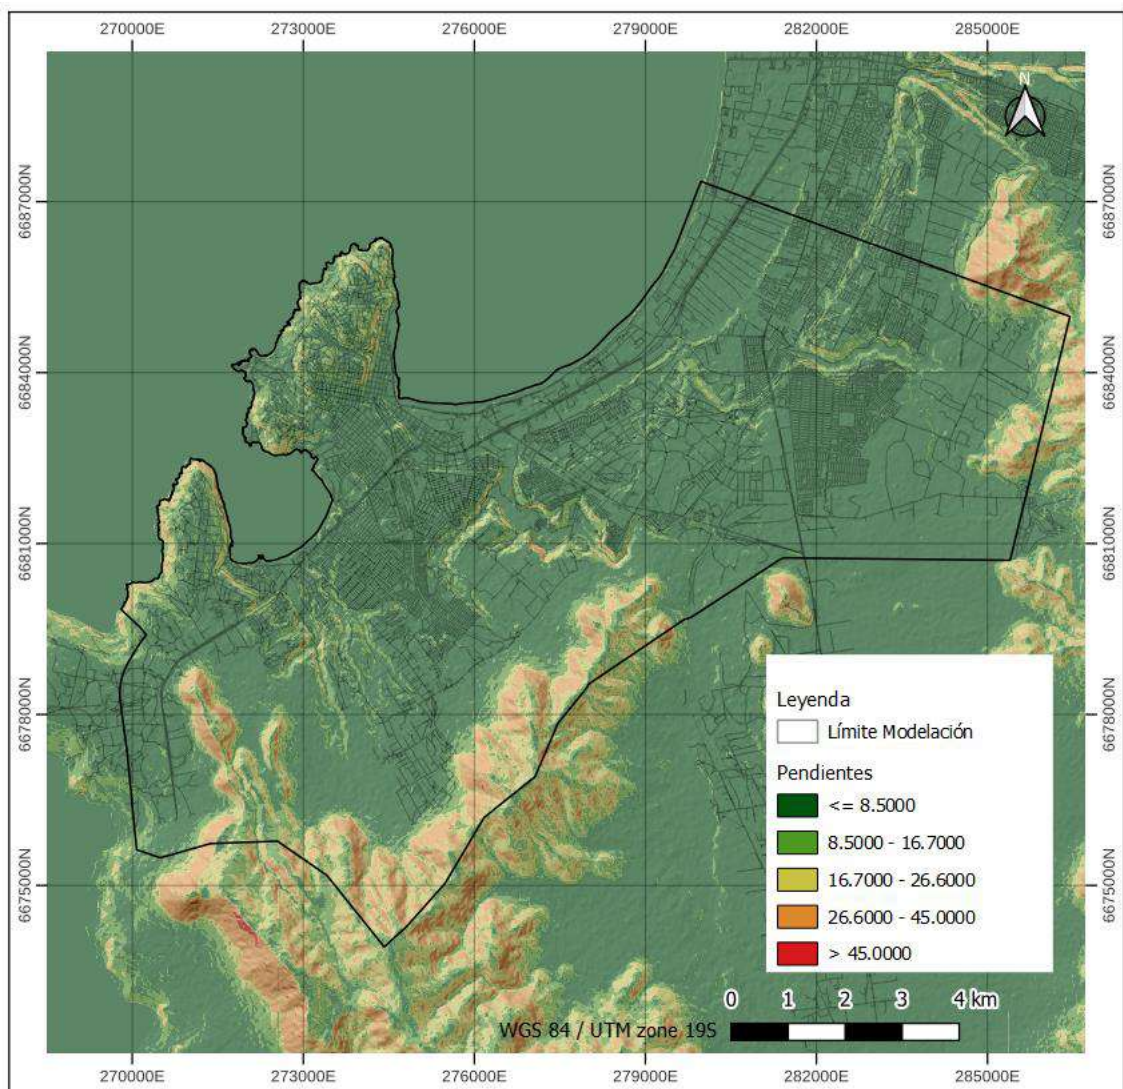 270000E 273000E 276000E 279000E 282000E 285000E
N
6687000N 6687000N
6684000N 6684000N
6681000N 6681000N
6678000N 6678000N
6675000N 6675000N
Leyenda
Límite Modelación
Pendientes
<= 8.5000
8.5000 - 16.7000
16.7000 - 26.6000
26.6000 - 45.0000
> 45.0000
0 1 2 3 4 km
WGS 84 / UTM zone 19S
270000E 273000E 276000E 279000E 282000E 285000E